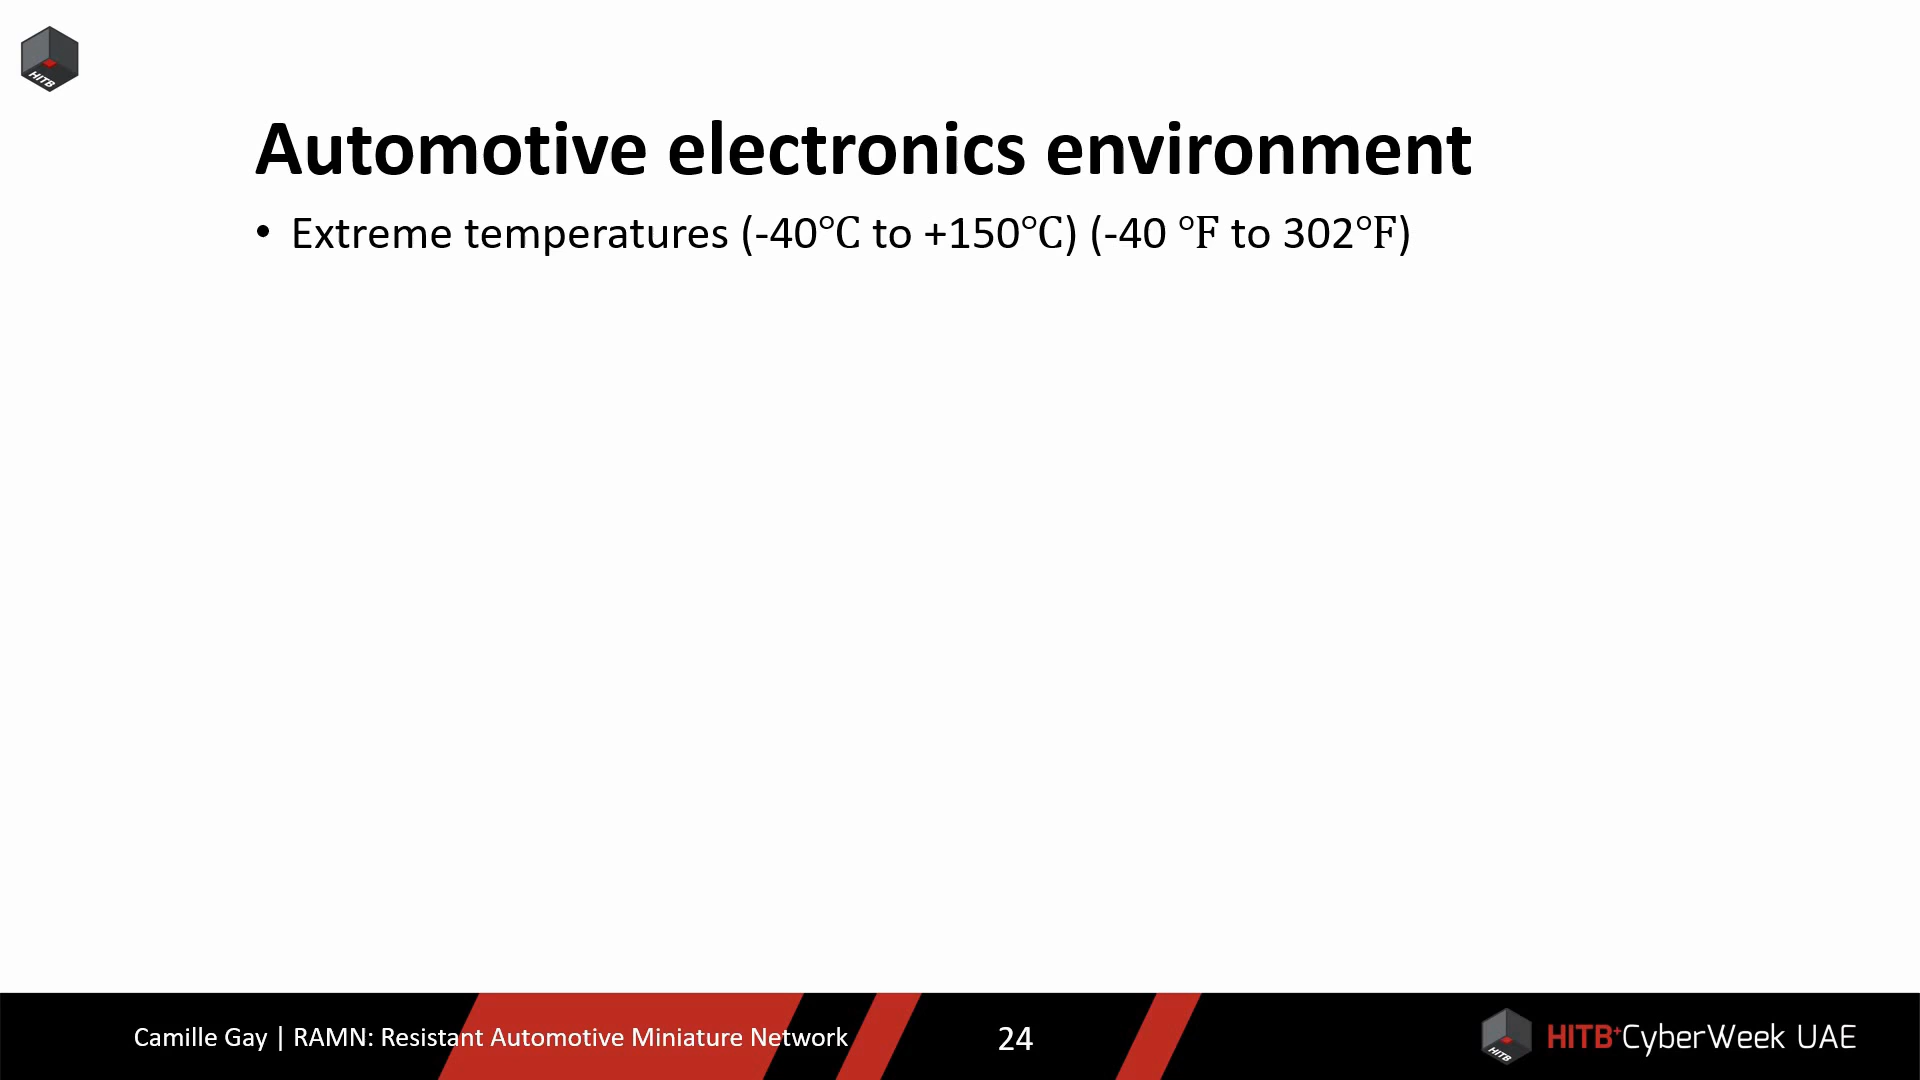 HITB
Automotive electronics environment
• Extreme temperatures (-40℃ to +150℃) (-40 ℉ to 302℉)
Camille Gay | RAMN: Resistant Automotive Miniature Network
24
HITB
HITB+CyberWeek UAE